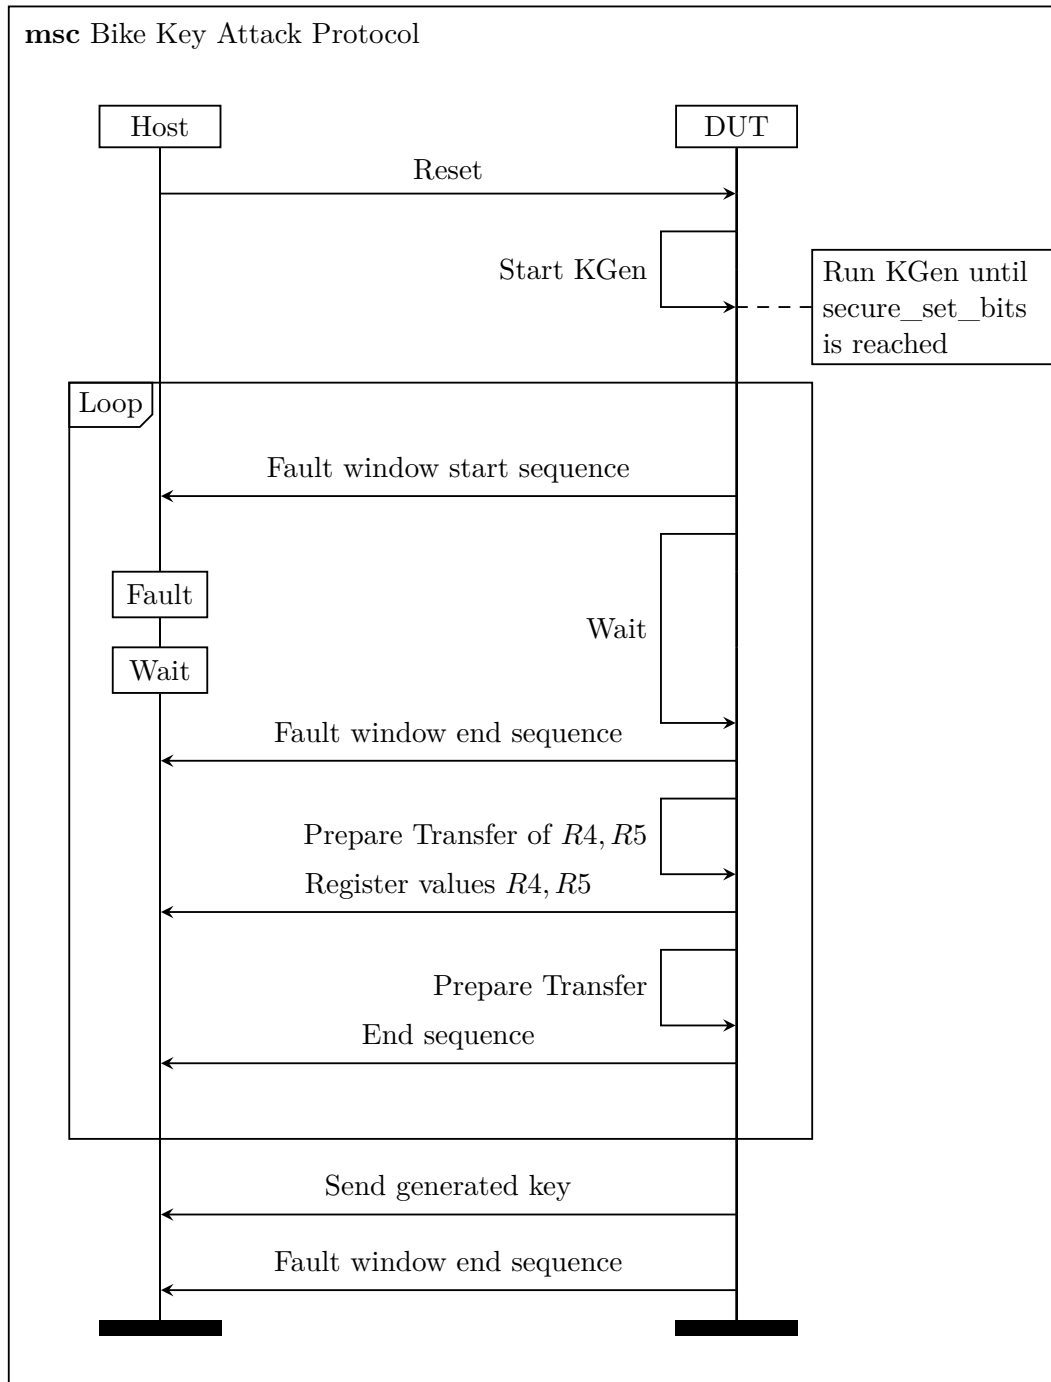 msc Bike Key Attack Protocol
Host
DUT
Reset
Start KGen
Run KGen until
secure_set_bits
is reached
Loop
Fault window start sequence
Fault
Wait
Wait
Fault window end sequence
Prepare Transfer of R4, R5
Register values R4, R5
Prepare Transfer
End sequence
Send generated key
Fault window end sequence